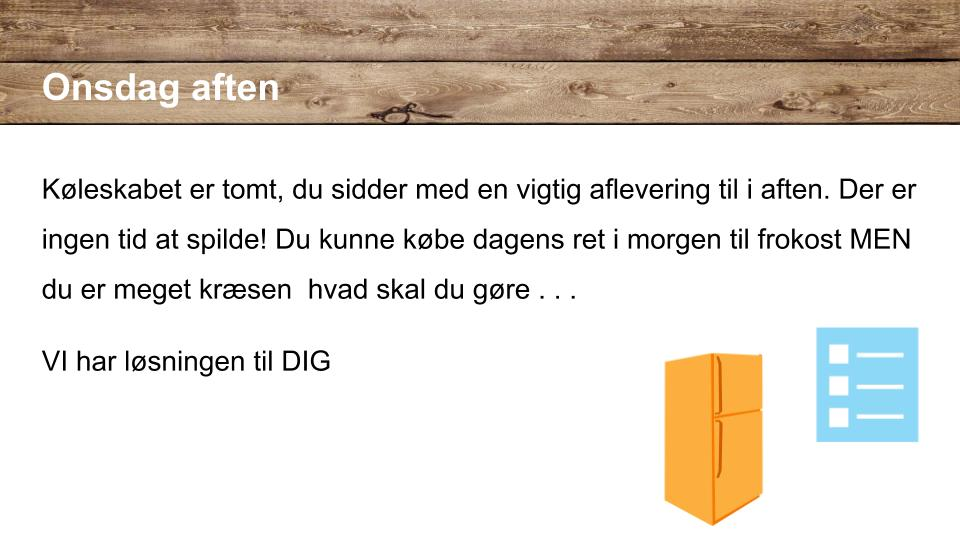 Onsdag aften
Køleskabet er tomt, du sidder med en vigtig aflevering til i aften. Der er
ingen tid at spilde! Du kunne købe dagens ret i morgen til frokost MEN
du er meget kræsen  hvad skal du gøre . . .
VI har løsningen til DIG